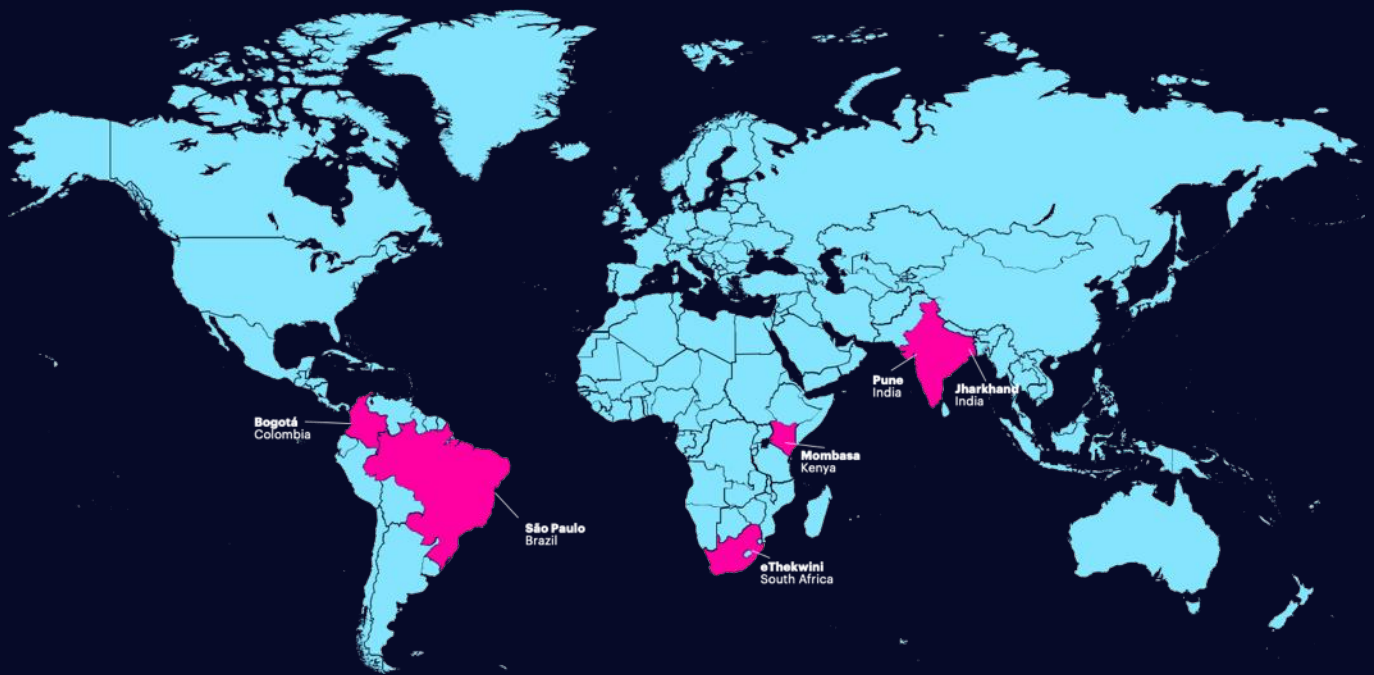 Pune
India
Jharkhand
India
Bogotá
Colombia
Mombasa
Kenya
São Paulo
Brazil
eThekwini
South Africa